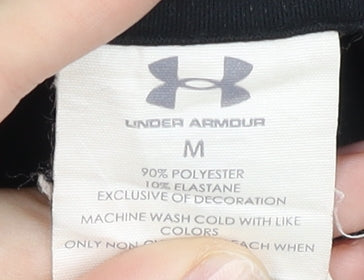 UNDER ARMOUR
M
90% POLYESTER
10% ELASTANE
EXCLUSIVE OF DECORATION
MACHINE WASH COLD WITH LIKE
COLORS
ONLY NON EACH WHEN